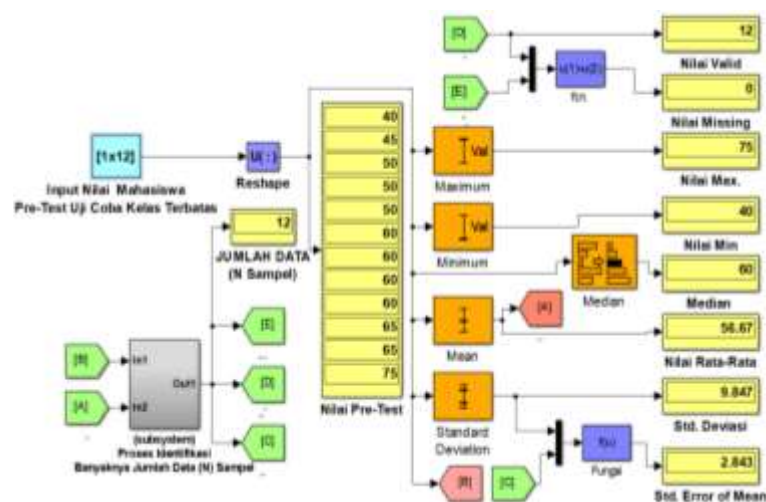 [1x12]
Input Nilai Mahasiswa
Pre-Test Uji Coba Kelas Terbatas
U( : )
Reshape
12
JUMLAH DATA
(N Sampel)
[B]
[A]
In1
In2
Out1
(subsystem)
Proses Identifikasi
Banyaknya Jumlah Data (N) Sampel
[E]
[D]
[C]
40
45
50
50
50
60
60
60
60
65
65
75
Nilai Pre-Test
[D]
[E]
fcn
Val
Maximum
Val
Minimum
Median
[A]
Mean
Standard
Deviation
[B]
[C]
f(u)
Fungsi
12
Nilai Valid
0
Nilai Missing
75
Nilai Max.
40
Nilai Min
60
Median
56.67
Nilai Rata-Rata
9.847
Std. Deviasi
2.843
Std. Error of Mean